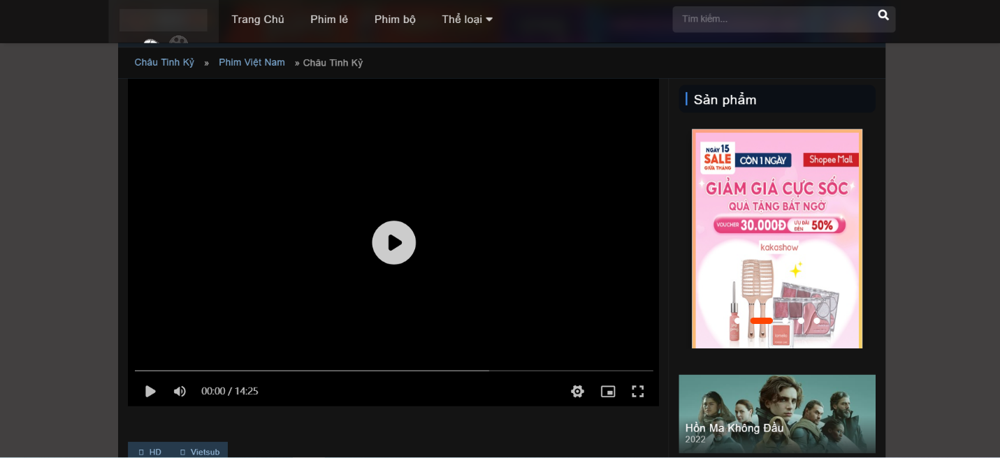 Trang Chủ Phim lẻ Phim bộ Thể loại Tìm kiếm...
Châu Tinh Kỷ » Phim Việt Nam » Châu Tinh Kỷ
Sản phẩm
NGÀY 15
SALE
GIỮA THÁNG
CÒN 1 NGÀY
Shopee Mall
GIẢM GIÁ CỰC SỐC
QUÀ TẶNG BẤT NGỜ
VOUCHER 30.000Đ ƯU ĐÃI ĐẾN 50%
kakashow
00:00 / 14:25
Hồn Ma Không Đầu
2022
HD Vietsub